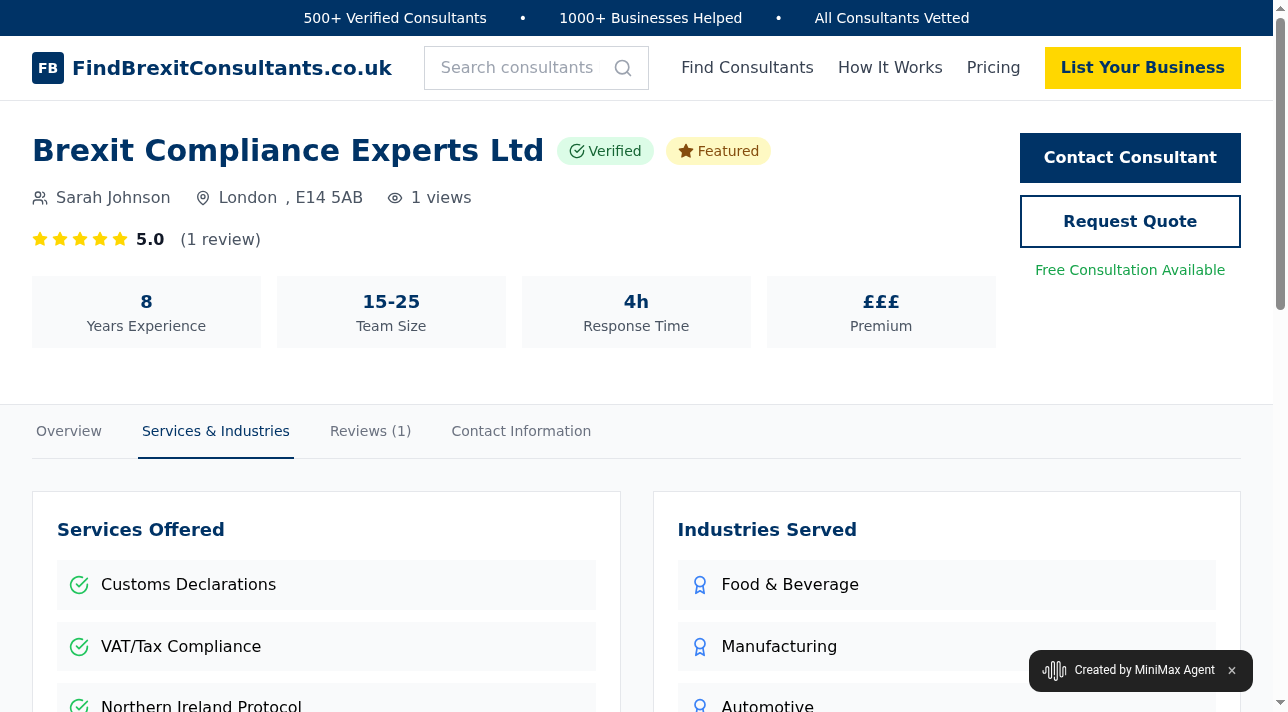 500+ Verified Consultants • 1000+ Businesses Helped • All Consultants Vetted
FB FindBrexitConsultants.co.uk Search consultants Find Consultants How It Works Pricing List Your Business
Brexit Compliance Experts Ltd Verified Featured
Contact Consultant
Sarah Johnson London , E14 5AB 1 views
Request Quote
5.0 (1 review)
Free Consultation Available
8 15-25 4h £££
Years Experience Team Size Response Time Premium
Overview Services & Industries Reviews (1) Contact Information
Services Offered Industries Served
Customs Declarations Food & Beverage
VAT/Tax Compliance Manufacturing
Created by MiniMax Agent ×
Northern Ireland Protocol Automotive